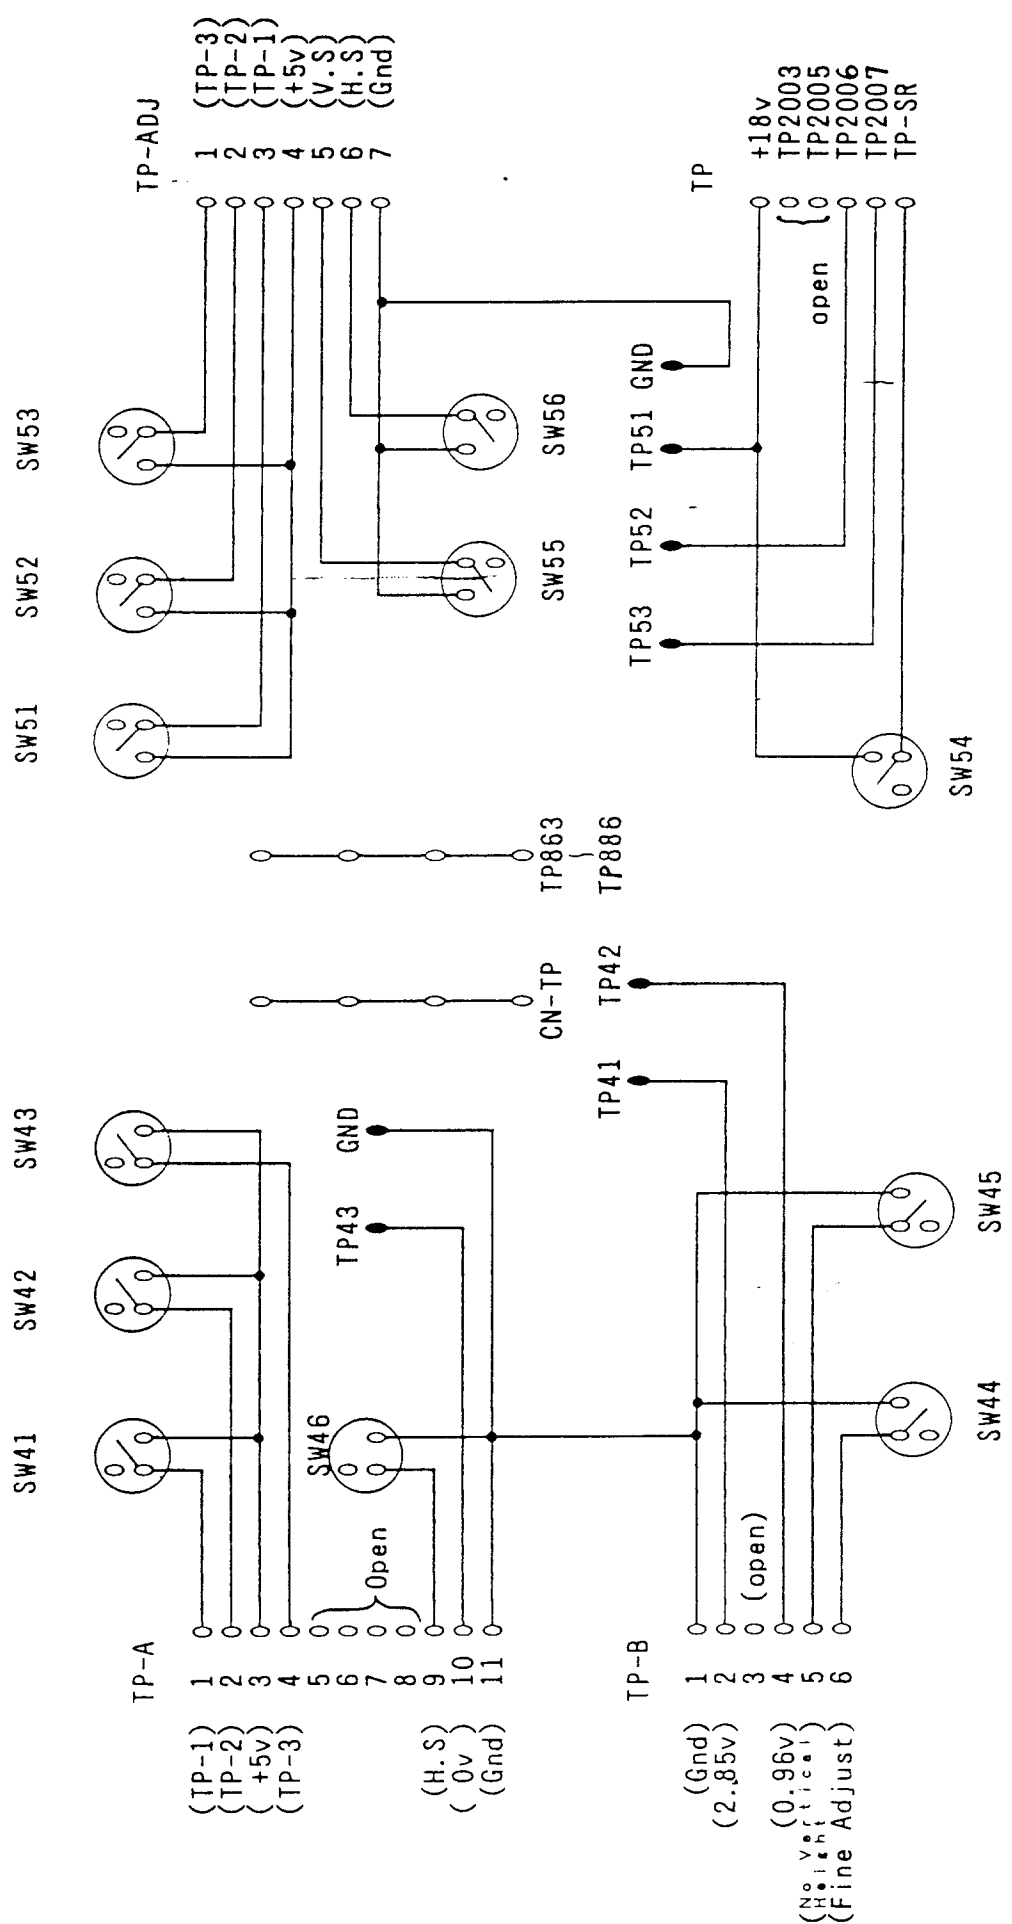 TP-ADJ
1 (TP-3)
2 (TP-2)
3 (TP-1)
4 (+5v)
5 (V.S)
6 (H.S)
7 (Gnd)
SW53
SW52
SW51
SW56
SW55
TP
+18v
TP2003
TP2005
TP2006
TP2007
TP-SR
open
GND
TP51
TP52
TP53
SW54
TP863
~
TP886
CN-TP
TP42
TP41
SW43
SW42
SW41
GND
TP43
SW46
Open
SW45
SW44
TP-A
(TP-1) 1
(TP-2) 2
(+5v) 3
(TP-3) 4
5
6
7
8
(H.S) 9
(0v) 10
(Gnd) 11
TP-B
(Gnd) 1
(2.85v) 2
3 (open)
(0.96v) 4
(No Vertical Height) 5
(Fine Adjust) 6